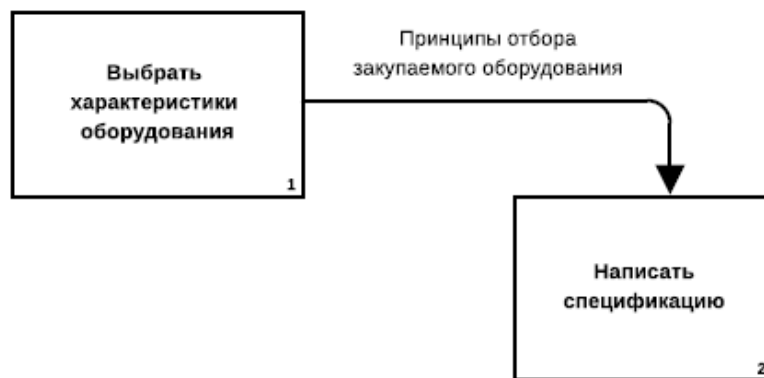 Принципы отбора
закупаемого оборудования
Выбрать
характеристики
оборудования
1
Написать
спецификацию
2